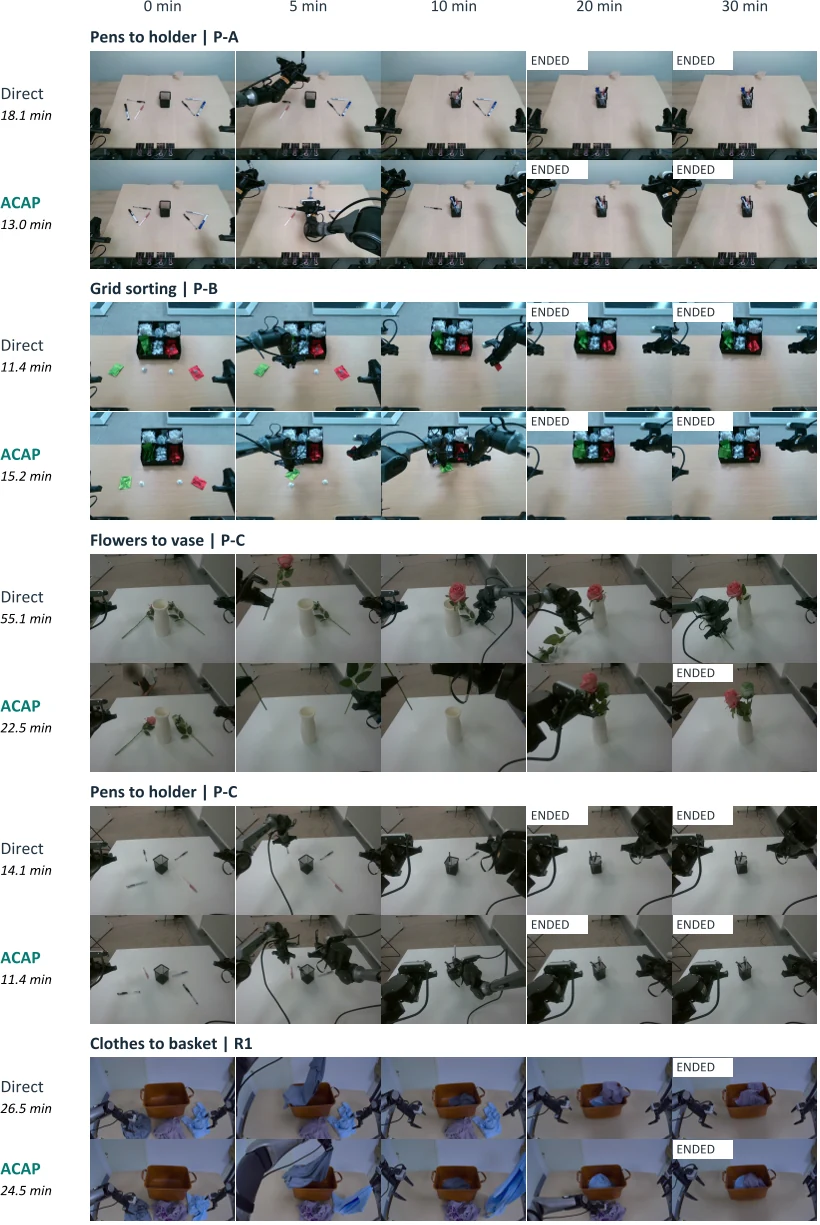 0 min 5 min 10 min 20 min 30 min
Pens to holder | P-A
Direct
18.1 min
ENDED ENDED
ACAP
13.0 min
ENDED ENDED
Grid sorting | P-B
Direct
11.4 min
ENDED ENDED
ACAP
15.2 min
ENDED ENDED
Flowers to vase | P-C
Direct
55.1 min
ACAP
22.5 min
ENDED
Pens to holder | P-C
Direct
14.1 min
ENDED ENDED
ACAP
11.4 min
ENDED ENDED
Clothes to basket | R1
Direct
26.5 min
ENDED
ACAP
24.5 min
ENDED